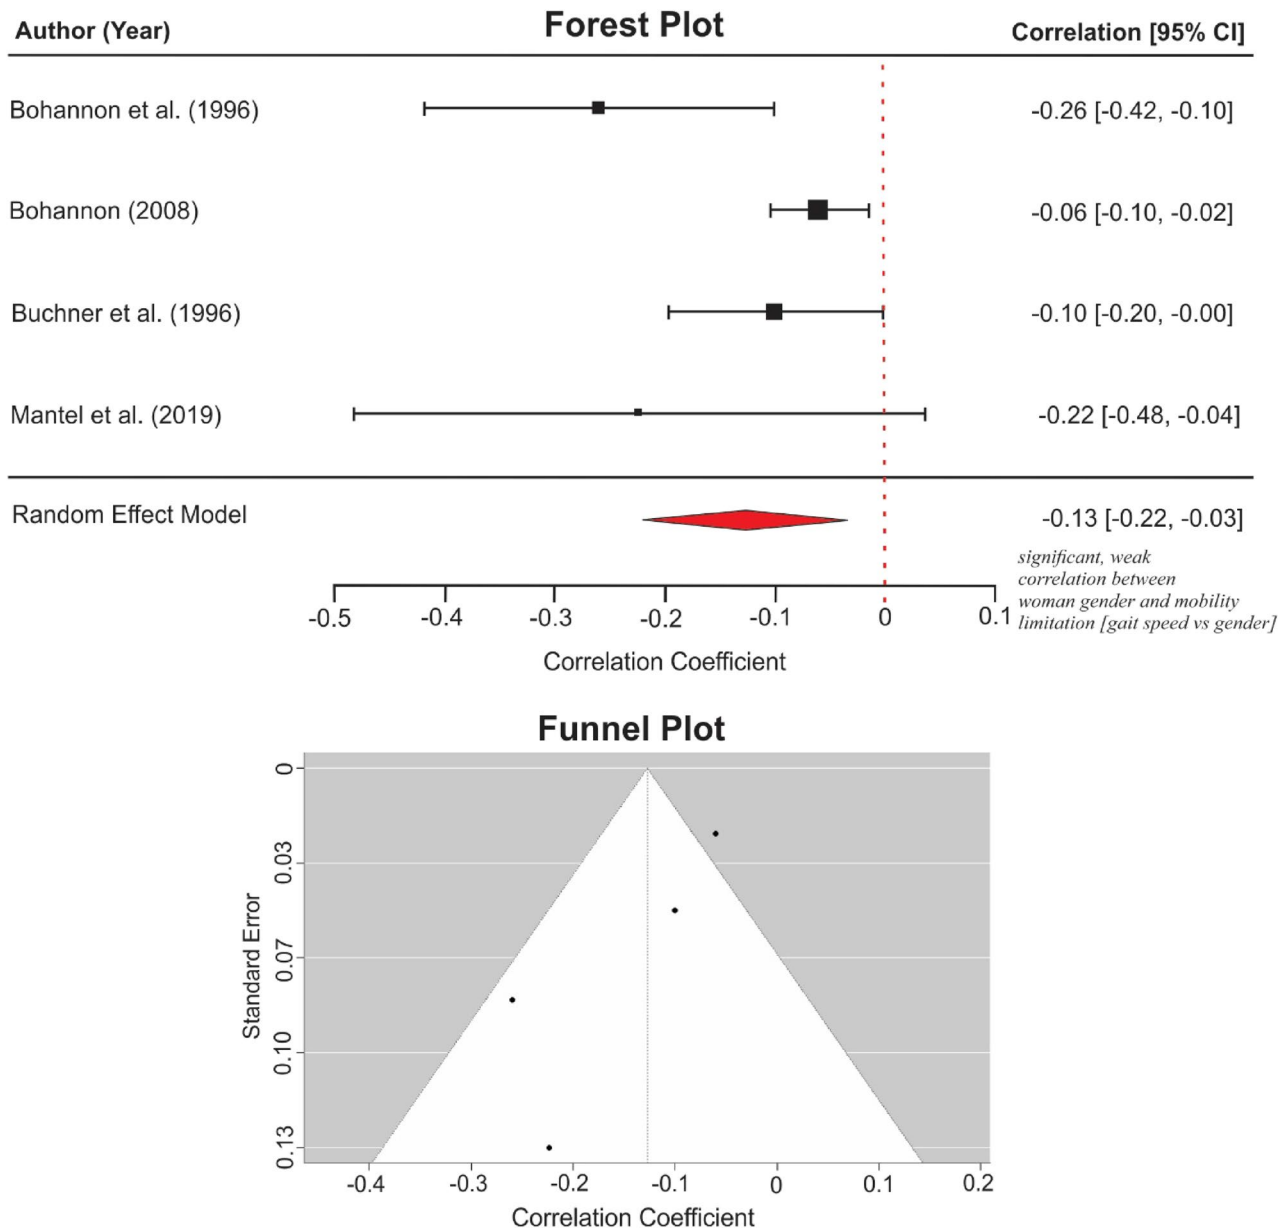 Forest Plot
Author (Year) Correlation [95% CI]
Bohannon et al. (1996) -0.26 [-0.42, -0.10]
Bohannon (2008) -0.06 [-0.10, -0.02]
Buchner et al. (1996) -0.10 [-0.20, -0.00]
Mantel et al. (2019) -0.22 [-0.48, -0.04]
Random Effect Model -0.13 [-0.22, -0.03]
significant, weak
correlation between
woman gender and mobility
limitation [gait speed vs gender]
-0.5 -0.4 -0.3 -0.2 -0.1 0 0.1
Correlation Coefficient
Funnel Plot
Standard Error
0
0.03
0.07
0.10
0.13
-0.4 -0.3 -0.2 -0.1 0 0.1 0.2
Correlation Coefficient